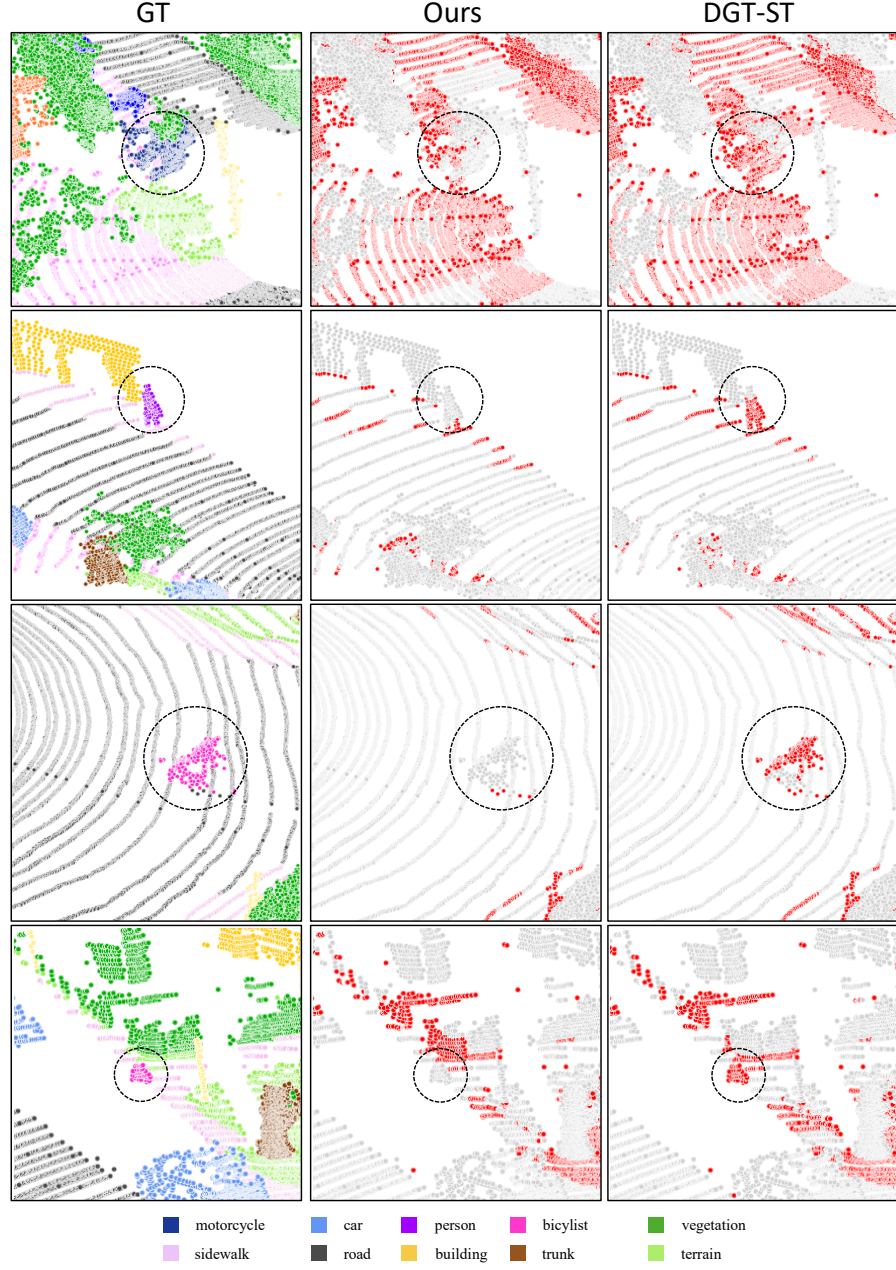 GT Ours DGT-ST
motorcycle car person bicylist vegetation
sidewalk road building trunk terrain